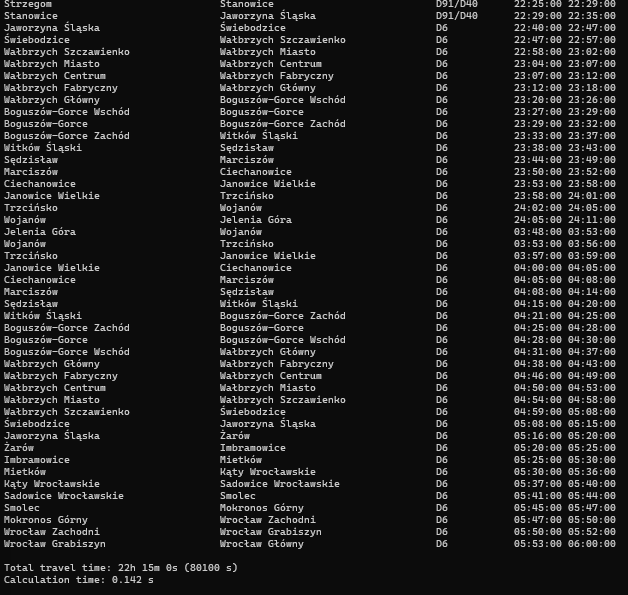 Strzegom Stanowice D91/D40 22:25:00 22:29:00
Stanowice Jaworzyna Śląska D91/D40 22:29:00 22:35:00
Jaworzyna Śląska Świebodzice D6 22:40:00 22:47:00
Świebodzice Wałbrzych Szczawienko D6 22:47:00 22:57:00
Wałbrzych Szczawienko Wałbrzych Miasto D6 22:58:00 23:02:00
Wałbrzych Miasto Wałbrzych Centrum D6 23:04:00 23:07:00
Wałbrzych Centrum Wałbrzych Fabryczny D6 23:07:00 23:12:00
Wałbrzych Fabryczny Wałbrzych Główny D6 23:12:00 23:18:00
Wałbrzych Główny Boguszów-Gorce Wschód D6 23:20:00 23:26:00
Boguszów-Gorce Wschód Boguszów-Gorce D6 23:27:00 23:29:00
Boguszów-Gorce Boguszów-Gorce Zachód D6 23:29:00 23:32:00
Boguszów-Gorce Zachód Witków Śląski D6 23:33:00 23:37:00
Witków Śląski Sędzisław D6 23:38:00 23:43:00
Sędzisław Marciszów D6 23:44:00 23:49:00
Marciszów Ciechanowice D6 23:50:00 23:52:00
Ciechanowice Janowice Wielkie D6 23:53:00 23:58:00
Janowice Wielkie Trzcińsko D6 23:58:00 24:01:00
Trzcińsko Wojanów D6 24:02:00 24:05:00
Wojanów Jelenia Góra D6 24:05:00 24:11:00
Jelenia Góra Wojanów D6 03:48:00 03:53:00
Wojanów Trzcińsko D6 03:53:00 03:56:00
Trzcińsko Janowice Wielkie D6 03:57:00 03:59:00
Janowice Wielkie Ciechanowice D6 04:00:00 04:05:00
Ciechanowice Marciszów D6 04:05:00 04:08:00
Marciszów Sędzisław D6 04:08:00 04:14:00
Sędzisław Witków Śląski D6 04:15:00 04:20:00
Witków Śląski Boguszów-Gorce Zachód D6 04:21:00 04:25:00
Boguszów-Gorce Zachód Boguszów-Gorce D6 04:25:00 04:28:00
Boguszów-Gorce Boguszów-Gorce Wschód D6 04:28:00 04:30:00
Boguszów-Gorce Wschód Wałbrzych Główny D6 04:31:00 04:37:00
Wałbrzych Główny Wałbrzych Fabryczny D6 04:38:00 04:43:00
Wałbrzych Fabryczny Wałbrzych Centrum D6 04:46:00 04:49:00
Wałbrzych Centrum Wałbrzych Miasto D6 04:50:00 04:53:00
Wałbrzych Miasto Wałbrzych Szczawienko D6 04:54:00 04:58:00
Wałbrzych Szczawienko Świebodzice D6 04:59:00 05:08:00
Świebodzice Jaworzyna Śląska D6 05:08:00 05:15:00
Jaworzyna Śląska Żarów D6 05:16:00 05:20:00
Żarów Imbramowice D6 05:20:00 05:25:00
Imbramowice Mietków D6 05:25:00 05:30:00
Mietków Kąty Wrocławskie D6 05:30:00 05:36:00
Kąty Wrocławskie Sadowice Wrocławskie D6 05:37:00 05:40:00
Sadowice Wrocławskie Smolec D6 05:41:00 05:44:00
Smolec Mokronos Górny D6 05:45:00 05:47:00
Mokronos Górny Wrocław Zachodni D6 05:47:00 05:50:00
Wrocław Zachodni Wrocław Grabiszyn D6 05:50:00 05:52:00
Wrocław Grabiszyn Wrocław Główny D6 05:53:00 06:00:00
Total travel time: 22h 15m 0s (80100 s)
Calculation time: 0.142 s